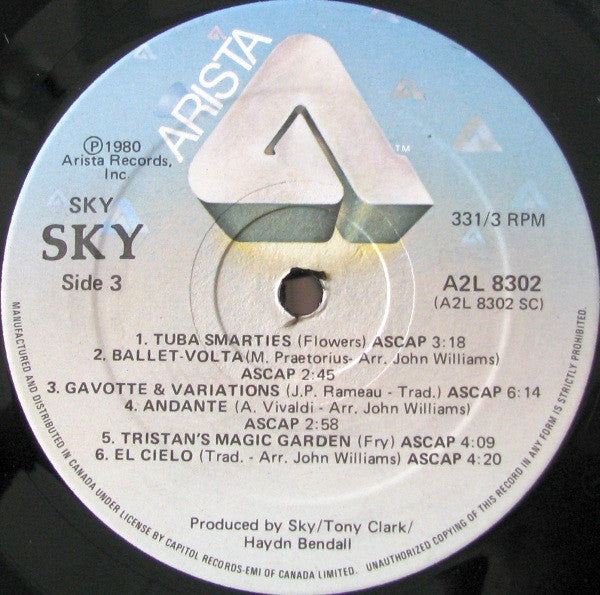 ARISTA
TM
Ⓟ1980
Arista Records,
Inc.
SKY
SKY
Side 3
331/3 RPM
A2L 8302
(A2L 8302 SC)
1. TUBA SMARTIES (Flowers) ASCAP 3:18
2. BALLET-VOLTA (M. Praetorius- Arr. John Williams)
ASCAP 2:45
3. GAVOTTE & VARIATIONS (J.P. Rameau - Trad.) ASCAP 6:14
4. ANDANTE (A. Vivaldi - Arr. John Williams)
ASCAP 2:58
5. TRISTAN'S MAGIC GARDEN (Fry) ASCAP 4:09
6. EL CIELO (Trad. - Arr. John Williams) ASCAP 4:20
Produced by Sky/Tony Clark/
Haydn Bendall
MANUFACTURED AND DISTRIBUTED IN CANADA UNDER LICENSE BY CAPITOL RECORDS-EMI OF CANADA LIMITED. UNAUTHORIZED COPYING OF THIS RECORD IN ANY FORM IS STRICTLY PROHIBITED.